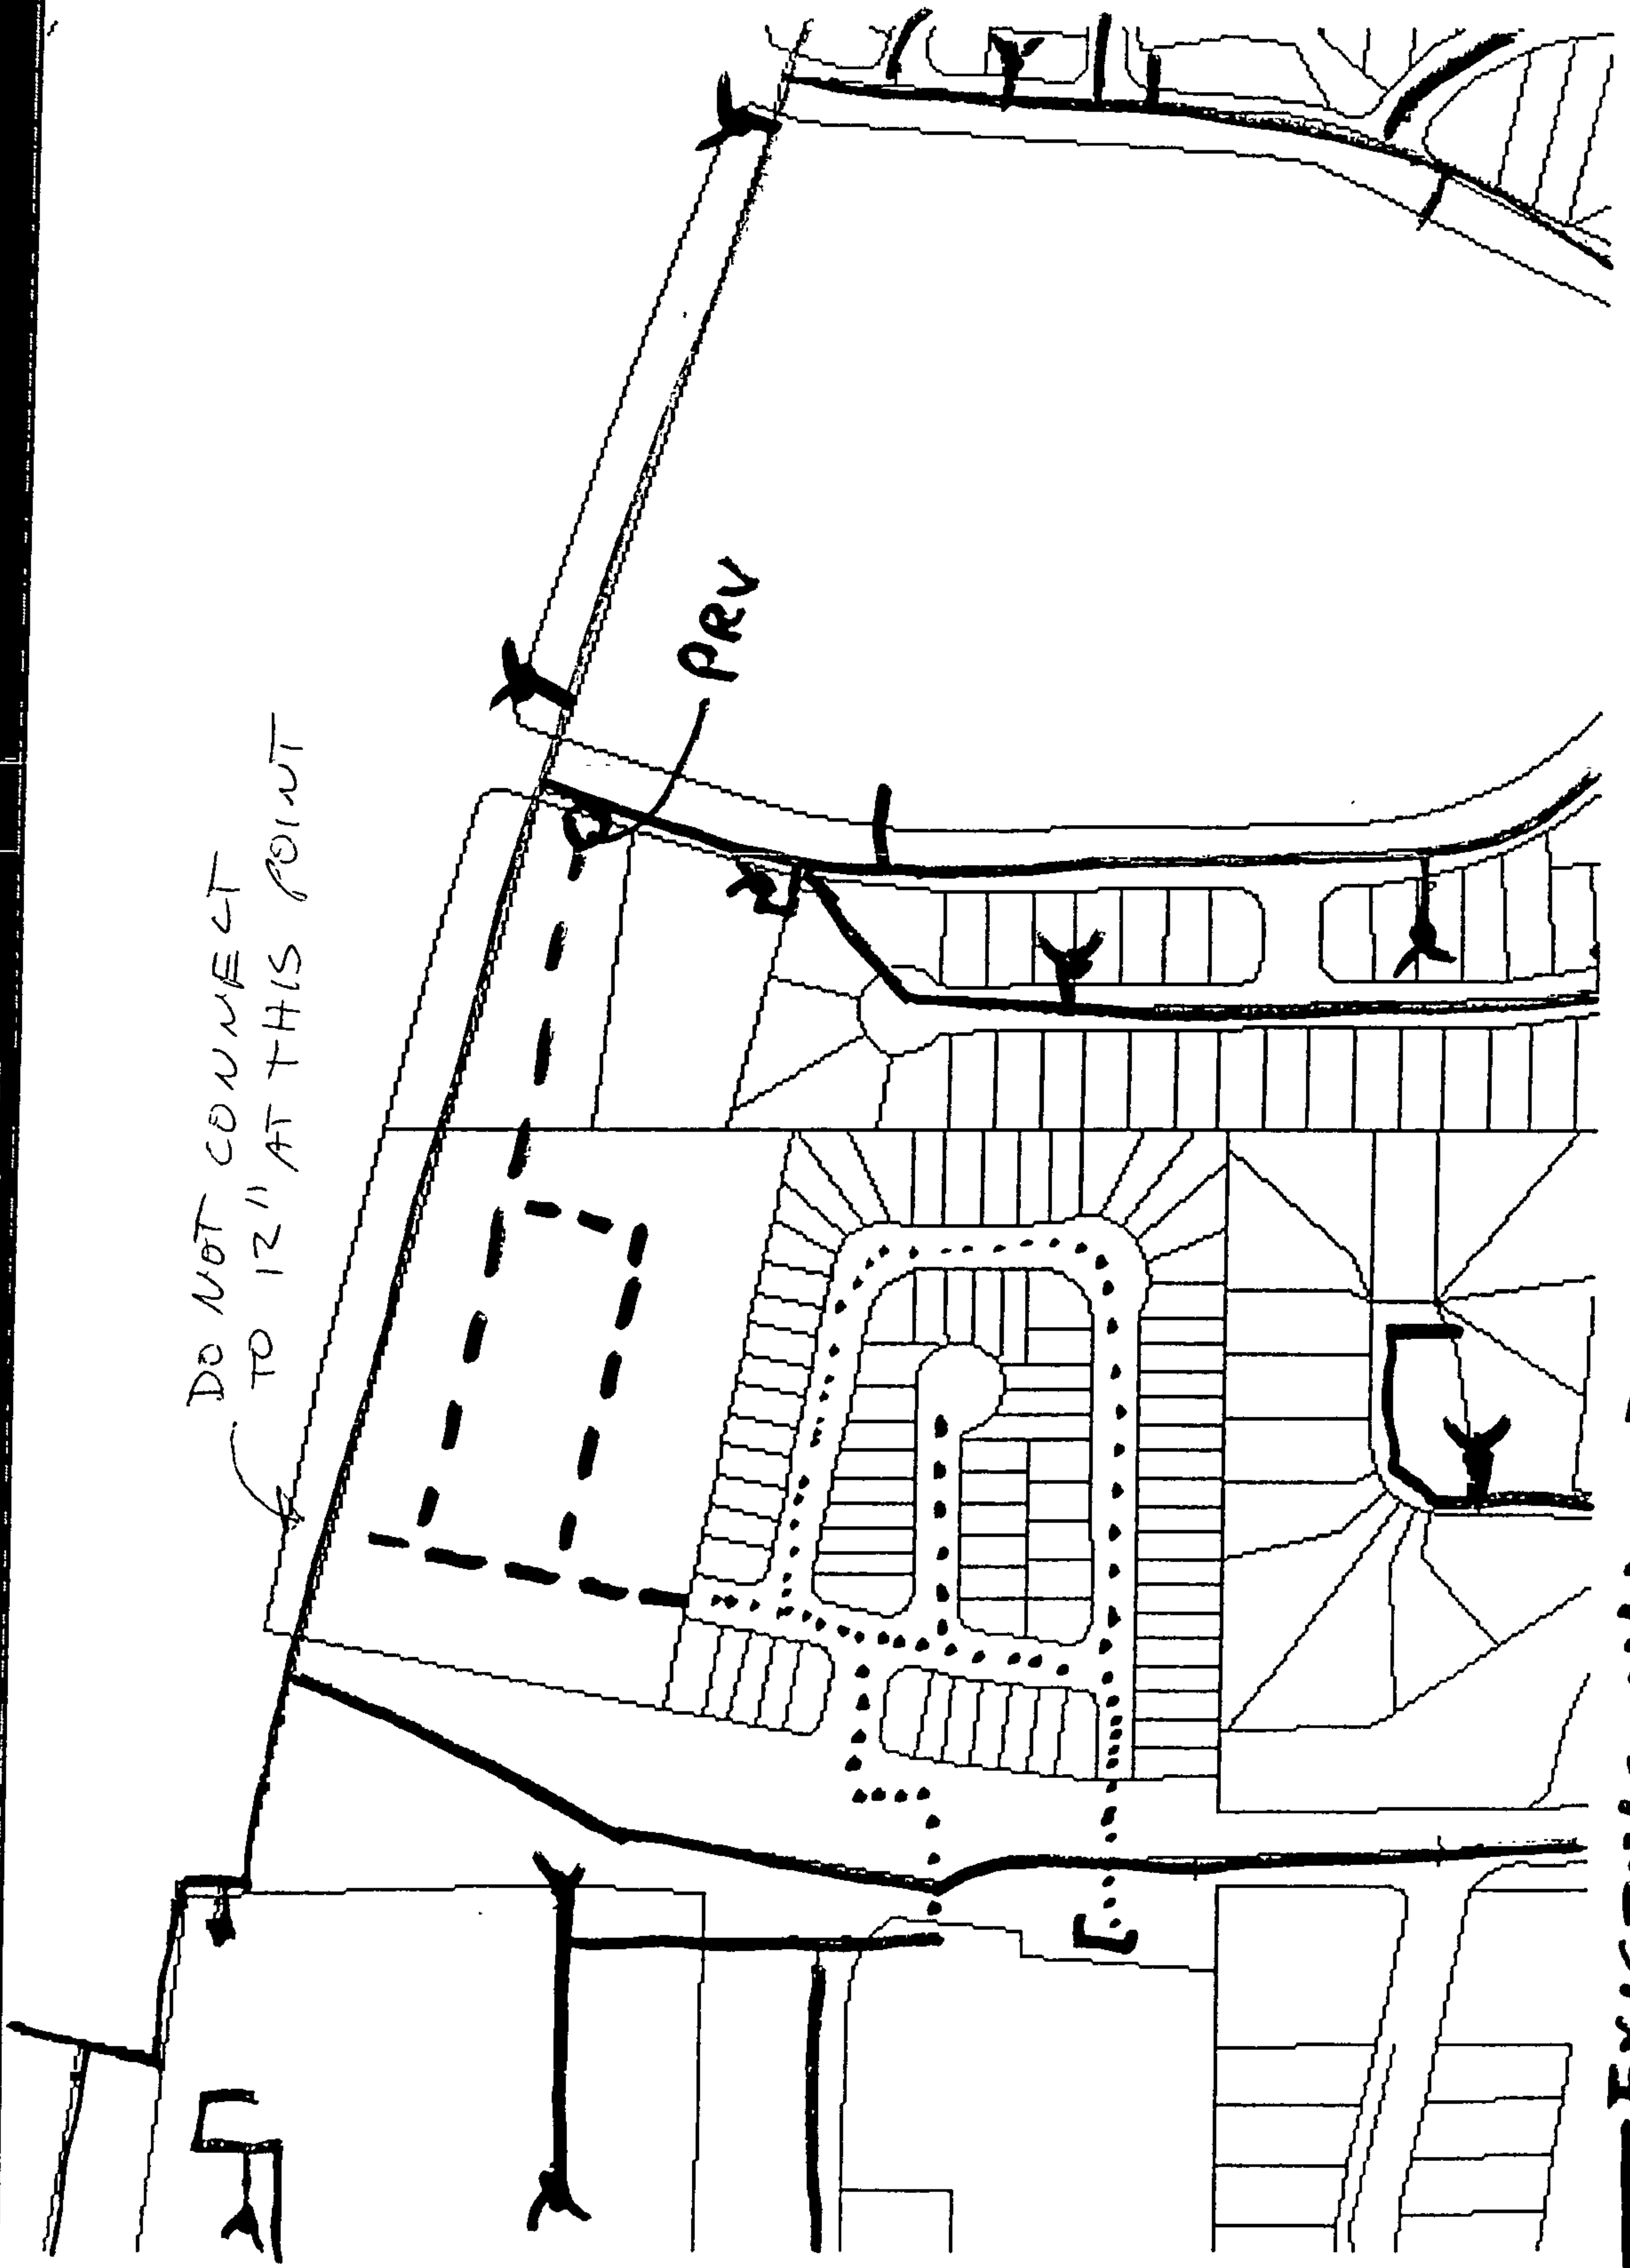 DO NOT CONNECT
TO 12" AT THIS POINT
PRV